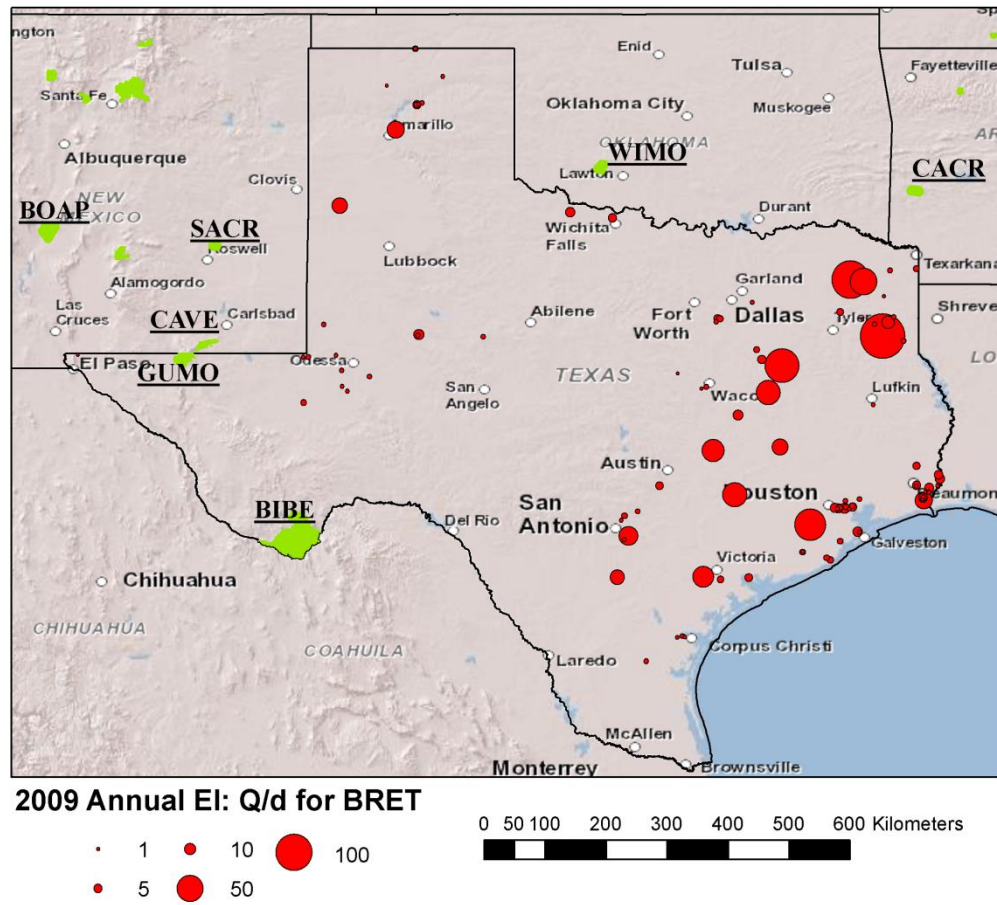 ngton
Sp
Enid
Tulsa
Fayetteville
Santa Fe
Oklahoma City
Muskogee
Amarillo
OKLAHOMA
AR
Albuquerque
WIMO
Lawton
CACR
Clovis
NEW
MEXICO
BOAP
SACR
Durant
Wichita
Falls
Roswell
Lubbock
Texarkana
Alamogordo
Garland
Las
Cruces
CAVE
Carlsbad
Abilene
Fort
Worth
Dallas
Tyler
Shreve
El Paso
GUMO
Odessa
TEXAS
LO
San
Angelo
Waco
Lufkin
Austin
Houston
Beaumont
BIBE
Del Rio
San
Antonio
Galveston
Victoria
Chihuahua
CHIHUAHUA
COAHUILA
Laredo
Corpus Christi
McAllen
Monterrey
Brownsville
2009 Annual EI: Q/d for BRET
1
10
100
5
50
0 50 100 200 300 400 500 600 Kilometers